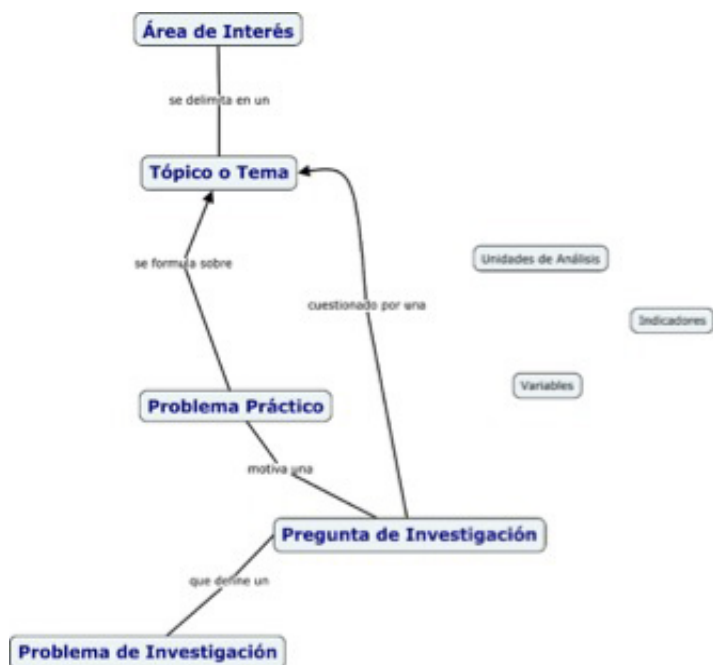 Área de Interés
se delimita en un
Tópico o Tema
Unidades de Análisis
se formula sobre
cuestionado por una
Indicadores
Variables
Problema Práctico
motiva una
Pregunta de Investigación
que define un
Problema de Investigación